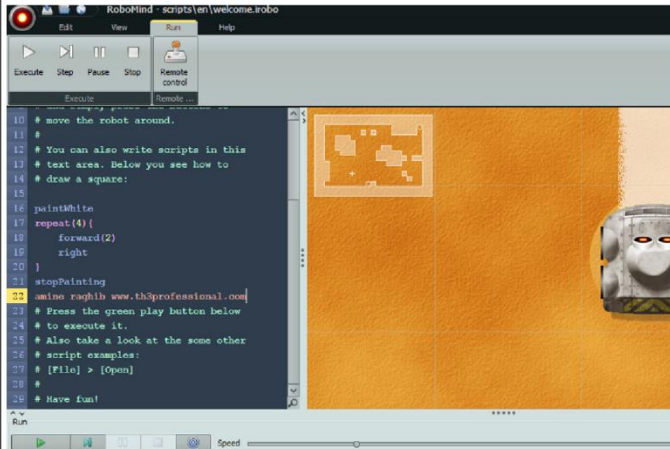 RoboMind - scripts\en\welcome.irobo
Edit View Run Help
Execute Step Pause Stop Remote control
Execute Remote ...
10 # move the robot around.
11 #
12 # You can also write scripts in this
13 # text area. Below you see how to
14 # draw a square:
15
16 paintWhite
17 repeat(4){
18 forward(2)
19 right
20 }
21 stopPainting
22 amine raghib www.th3professional.com
23 # Press the green play button below
24 # to execute it.
25 # Also take a look at the some other
26 # script examples:
27 # [File] > [Open]
28 #
29 # Have fun!
Run
Speed